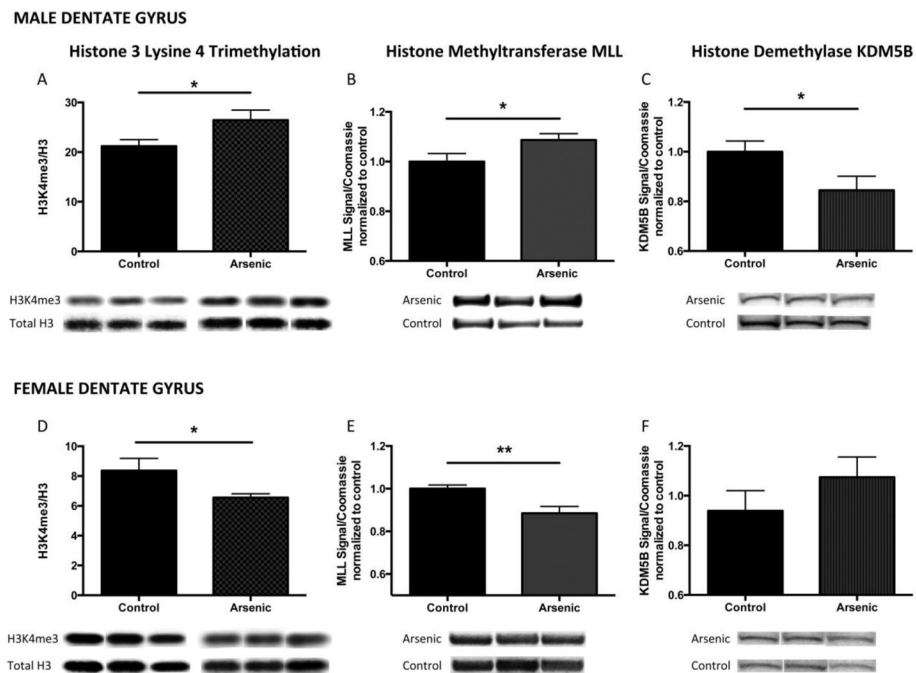 MALE DENTATE GYRUS
Histone 3 Lysine 4 Trimethylation
Histone Methyltransferase MLL
Histone Demethylase KDM5B
A
*
30
20
10
0
H3K4me3/H3
Control
Arsenic
H3K4me3
Total H3
B
*
1.2
1.0
0.8
0.6
MLL Signal/Coomassie
normalized to control
Control
Arsenic
Arsenic
Control
C
*
1.2
1.0
0.8
0.6
KDM5B Signal/Coomassie
normalized to control
Control
Arsenic
Arsenic
Control
FEMALE DENTATE GYRUS
D
*
10
8
6
4
2
0
H3K4me3/H3
Control
Arsenic
H3K4me3
Total H3
E
**
1.2
1.0
0.8
0.6
MLL Signal/Coomassie
normalized to control
Control
Arsenic
Arsenic
Control
F
1.2
1.0
0.8
0.6
KDM5B Signal/Coomassie
normalized to control
Control
Arsenic
Arsenic
Control